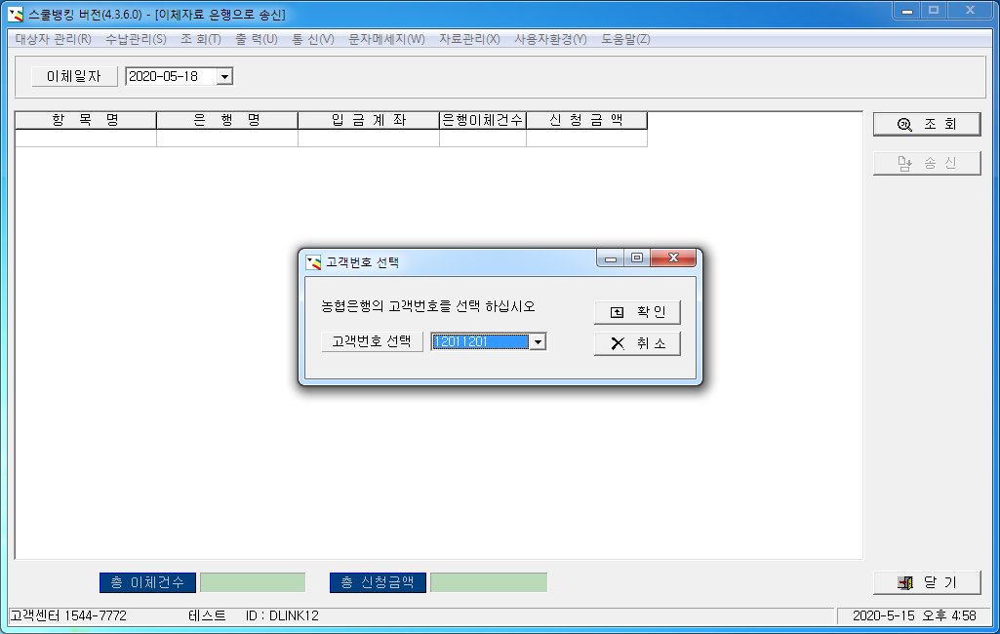 스쿨뱅킹 버전(4.3.6.0) - [이체자료 은행으로 송신]
대상자 관리(R) 수납관리(S) 조 회(T) 출 력(U) 통 신(V) 문자메세지(W) 자료관리(X) 사용자환경(Y) 도움말(Z)
이체일자 2020-05-18
항 목 명 은 행 명 입 금 계 좌 은행이체건수 신 청 금 액
조 회
송 신
고객번호 선택
농협은행의 고객번호를 선택 하십시오
확 인
고객번호 선택 12011201
취 소
총 이체건수 총 신청금액
닫 기
고객센터 1544-7772 테스트 ID : DLINK12 2020-5-15 오후 4:58